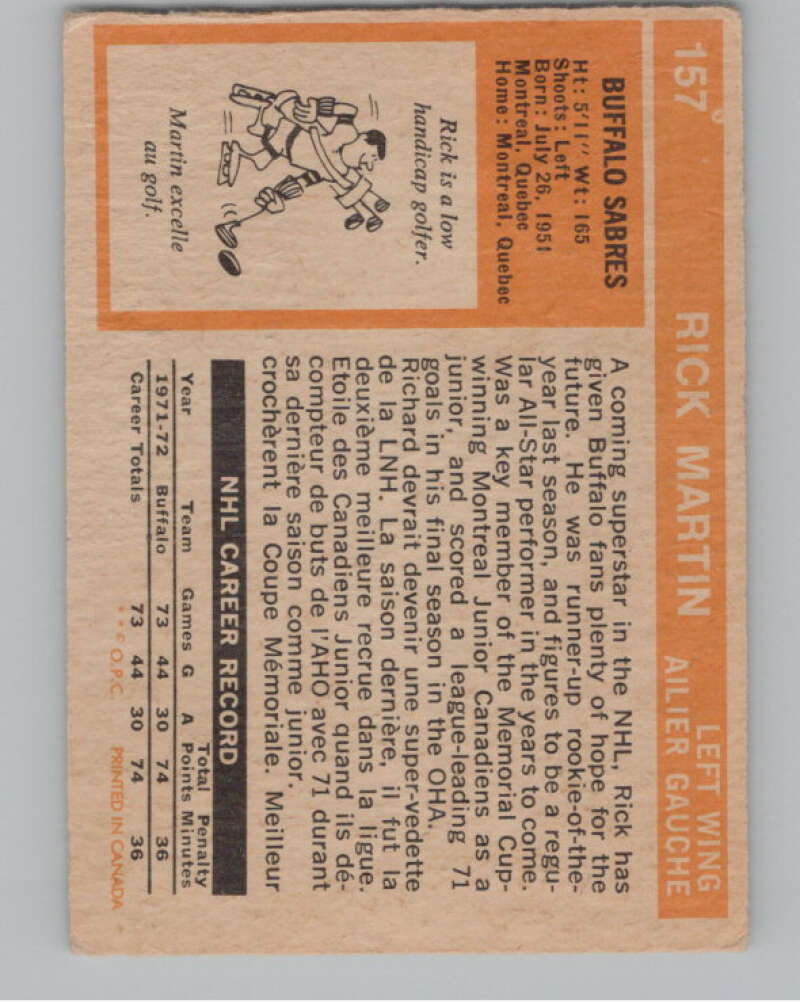 157
RICK MARTIN
LEFT WING
AILIER GAUCHE
BUFFALO SABRES
Ht: 5'11" Wt: 165
Shoots: Left
Born: July 26, 1951
Montreal, Quebec
Home: Montreal, Quebec
Rick is a low
handicap golfer.
Martin excelle
au golf.
A coming superstar in the NHL, Rick has
given Buffalo fans plenty of hope for the
future. He was runner-up rookie-of-the-
year last season, and figures to be a regu-
lar All-Star performer in the years to come.
Was a key member of the Memorial Cup-
winning Montreal Junior Canadiens as a
junior, and scored a league-leading 71
goals in his final season in the OHA.
Richard devrait devenir une super-vedette
de la LNH. La saison dernière, il fut la
deuxième meilleure recrue dans la ligue.
Etoile des Canadiens Junior quand ils dé-
crochèrent la Coupe Mémoriale. Meilleur
compteur de buts de l'AHO avec 71 durant
sa dernière saison comme junior.
NHL CAREER RECORD
Total Penalty
Year Team Games G A Points Minutes
1971-72 Buffalo 73 44 30 74 36
Career Totals 73 44 30 74 36
**© O.P.C. PRINTED IN CANADA